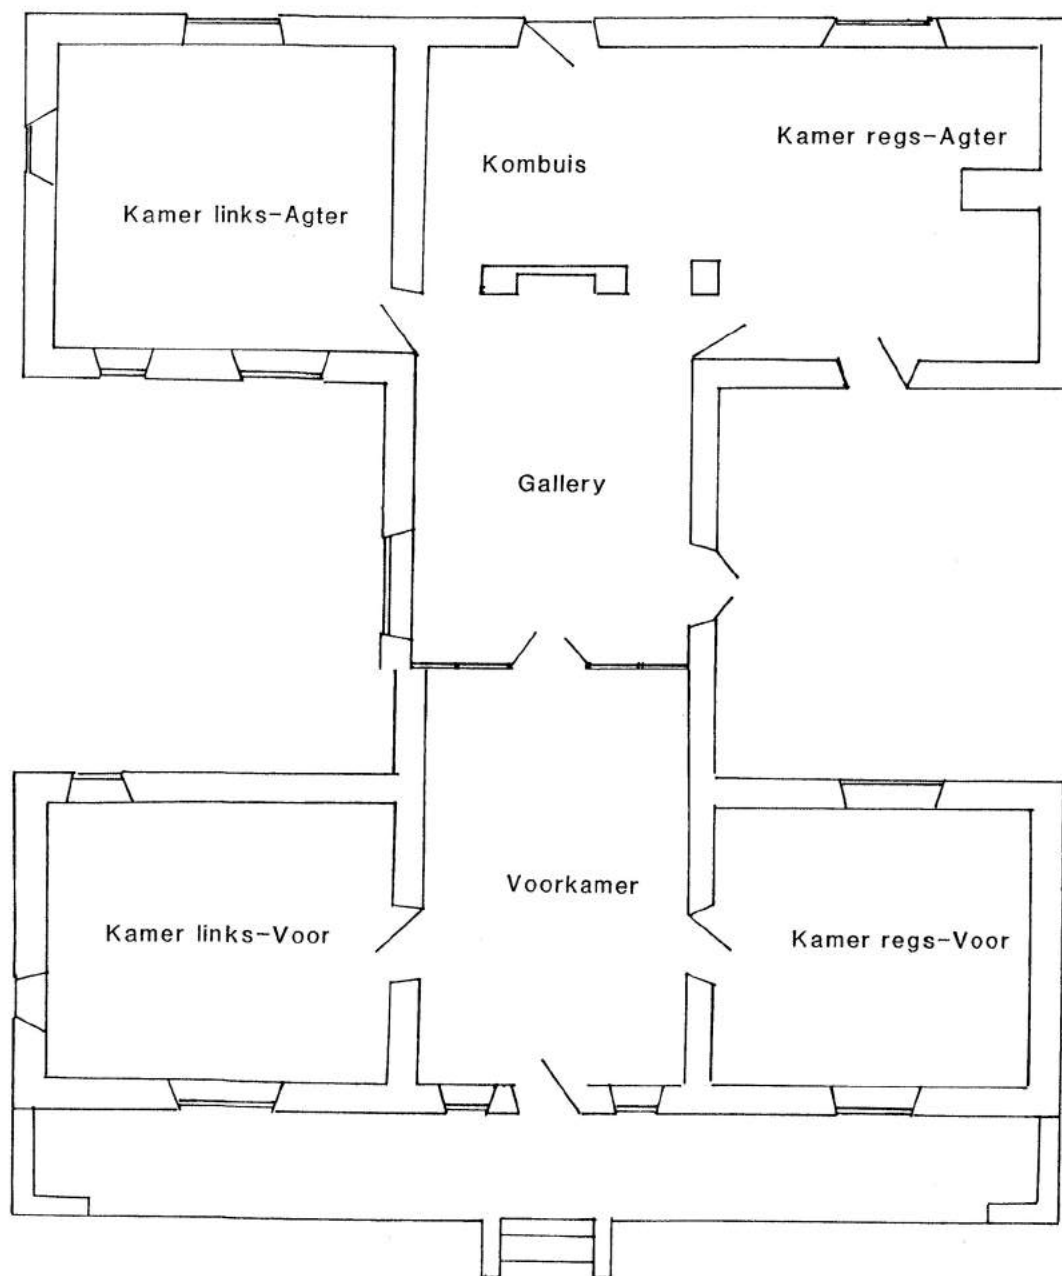 Kamer regs-Agter
Kombuis
Kamer links-Agter
Gallery
Voorkamer
Kamer links-Voor
Kamer regs-Voor